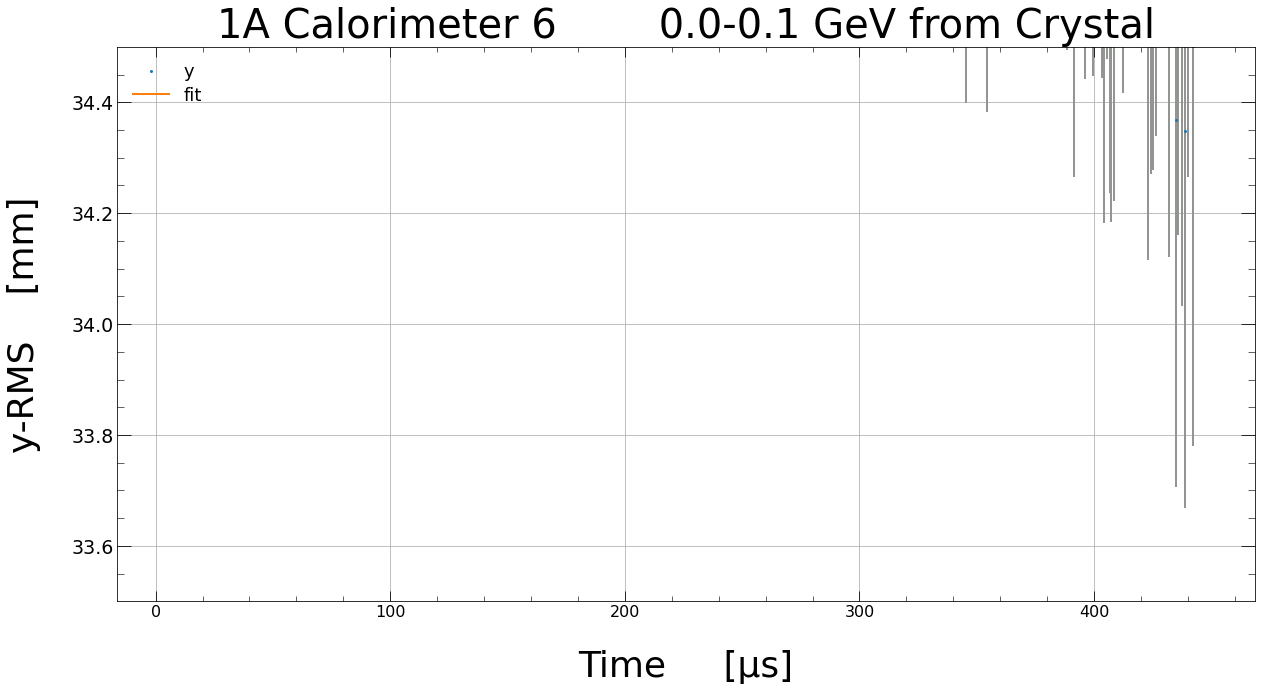 1A Calorimeter 6 0.0-0.1 GeV from Crystal
y
fit
34.4
34.2
34.0
33.8
33.6
y-RMS [mm]
0 100 200 300 400
Time [µs]